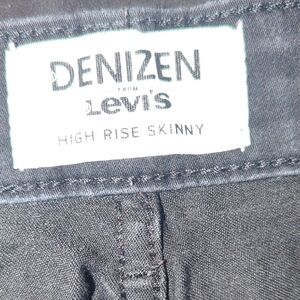 DENIZEN
FROM
Levi's
HIGH RISE SKINNY